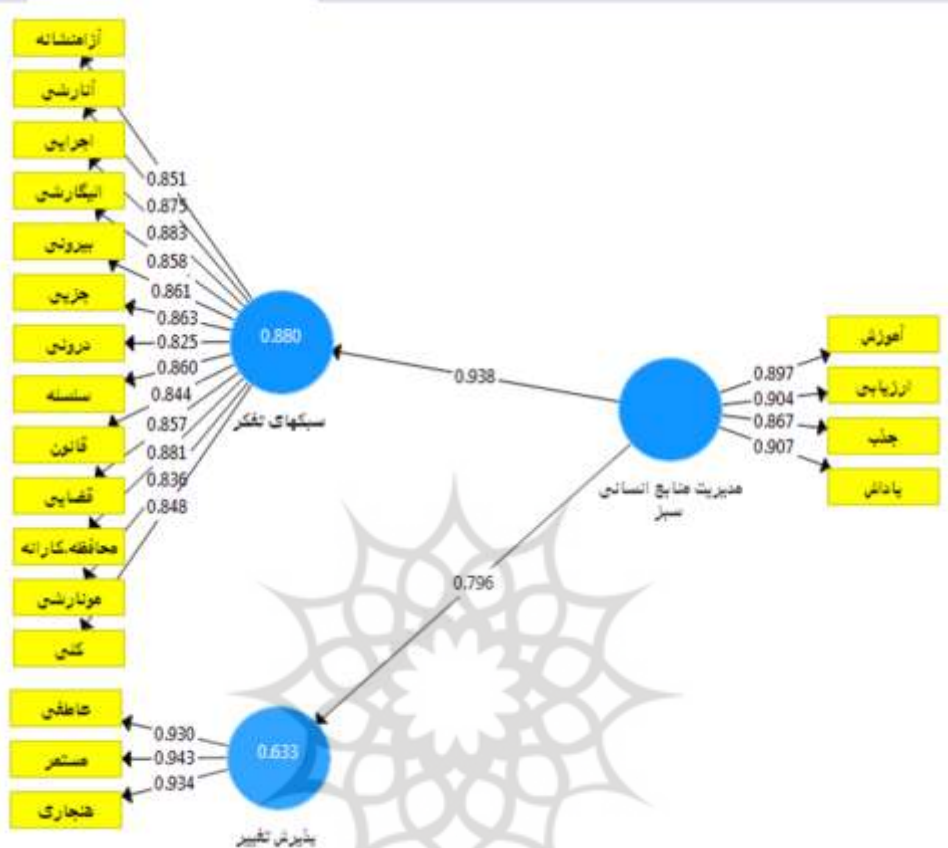 آزاهنشانه
آنارشی
اجرایی
الیگارشی
بیرونی
جزیی
درونی
سلسله
قانون
قضایی
محافظه.کارانه
مونارشی
کلی
0.851
0.875
0.883
0.858
0.861
0.863
0.825
0.860
0.844
0.857
0.881
0.836
0.848
0.880
سبکهای تفکر
0.938
مدیریت منابع انسانی
سبز
0.897
0.904
0.867
0.907
آموزش
ارزیابی
جذب
پاداش
0.796
عاطفی
مستمر
هنجاری
0.930
0.943
0.934
0.633
پذیرش تغییر